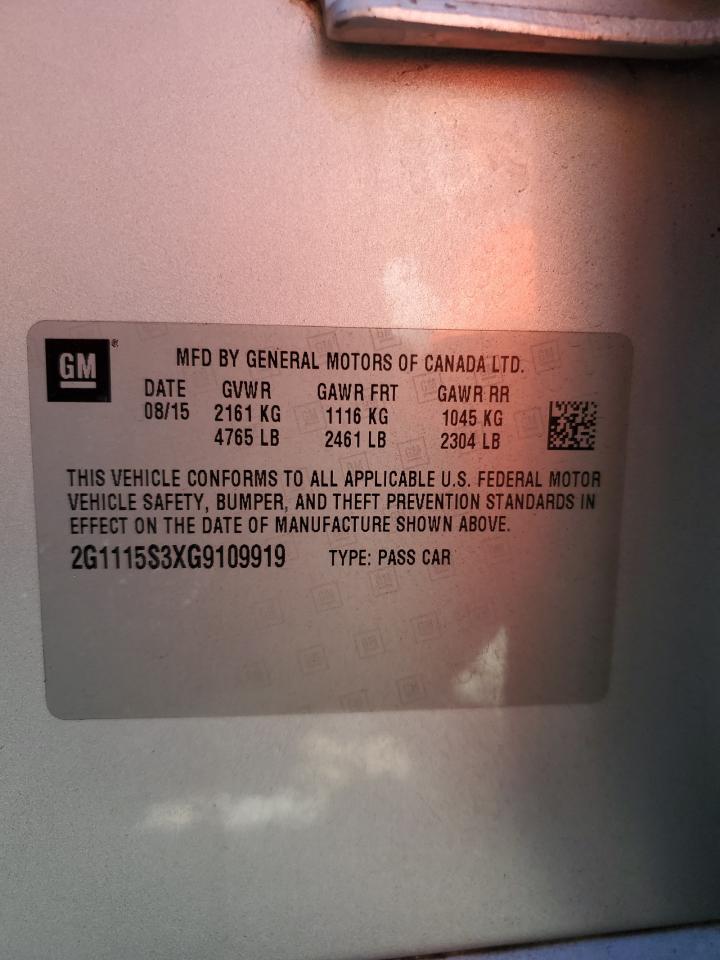 GM®
MFD BY GENERAL MOTORS OF CANADA LTD.
DATE GVWR GAWR FRT GAWR RR
08/15 2161 KG 1116 KG 1045 KG
4765 LB 2461 LB 2304 LB
THIS VEHICLE CONFORMS TO ALL APPLICABLE U.S. FEDERAL MOTOR
VEHICLE SAFETY, BUMPER, AND THEFT PREVENTION STANDARDS IN
EFFECT ON THE DATE OF MANUFACTURE SHOWN ABOVE.
2G1115S3XG9109919 TYPE: PASS CAR